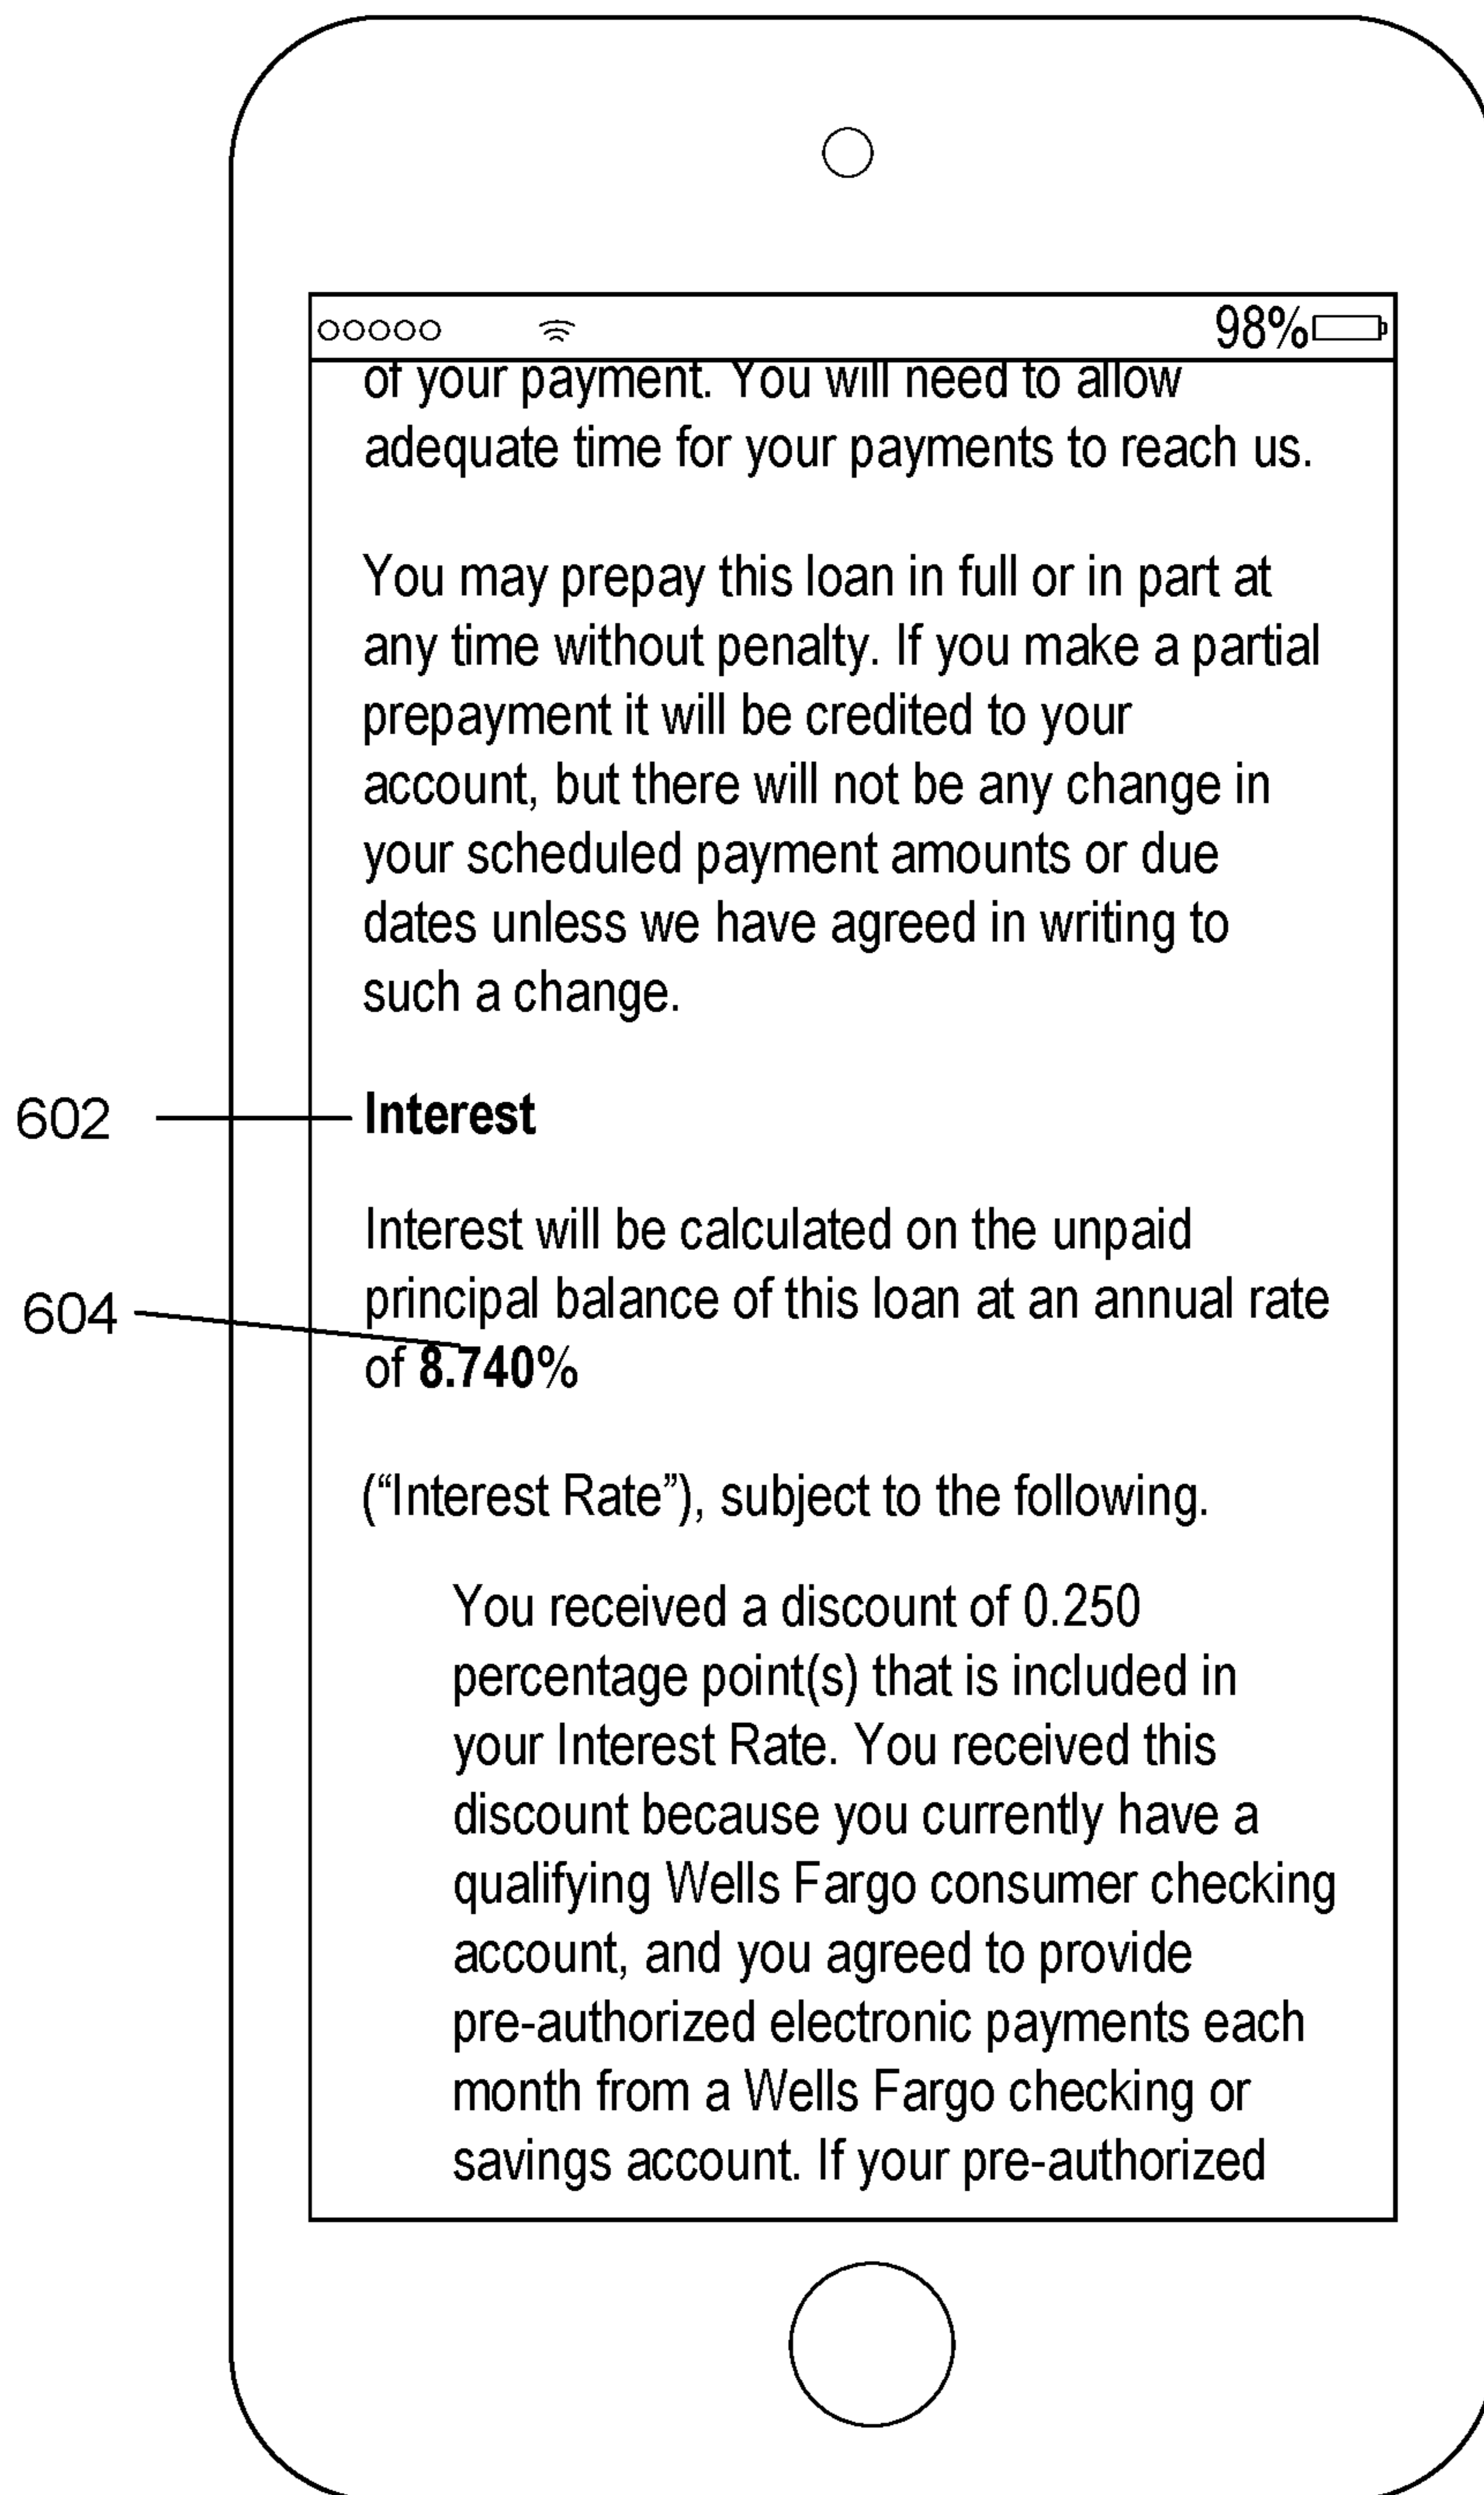 98%
of your payment. You will need to allow
adequate time for your payments to reach us.
You may prepay this loan in full or in part at
any time without penalty. If you make a partial
prepayment it will be credited to your
account, but there will not be any change in
your scheduled payment amounts or due
dates unless we have agreed in writing to
such a change.
602
Interest
Interest will be calculated on the unpaid
604
principal balance of this loan at an annual rate
of 8.740%
(“Interest Rate”), subject to the following.
You received a discount of 0.250
percentage point(s) that is included in
your Interest Rate. You received this
discount because you currently have a
qualifying Wells Fargo consumer checking
account, and you agreed to provide
pre-authorized electronic payments each
month from a Wells Fargo checking or
savings account. If your pre-authorized